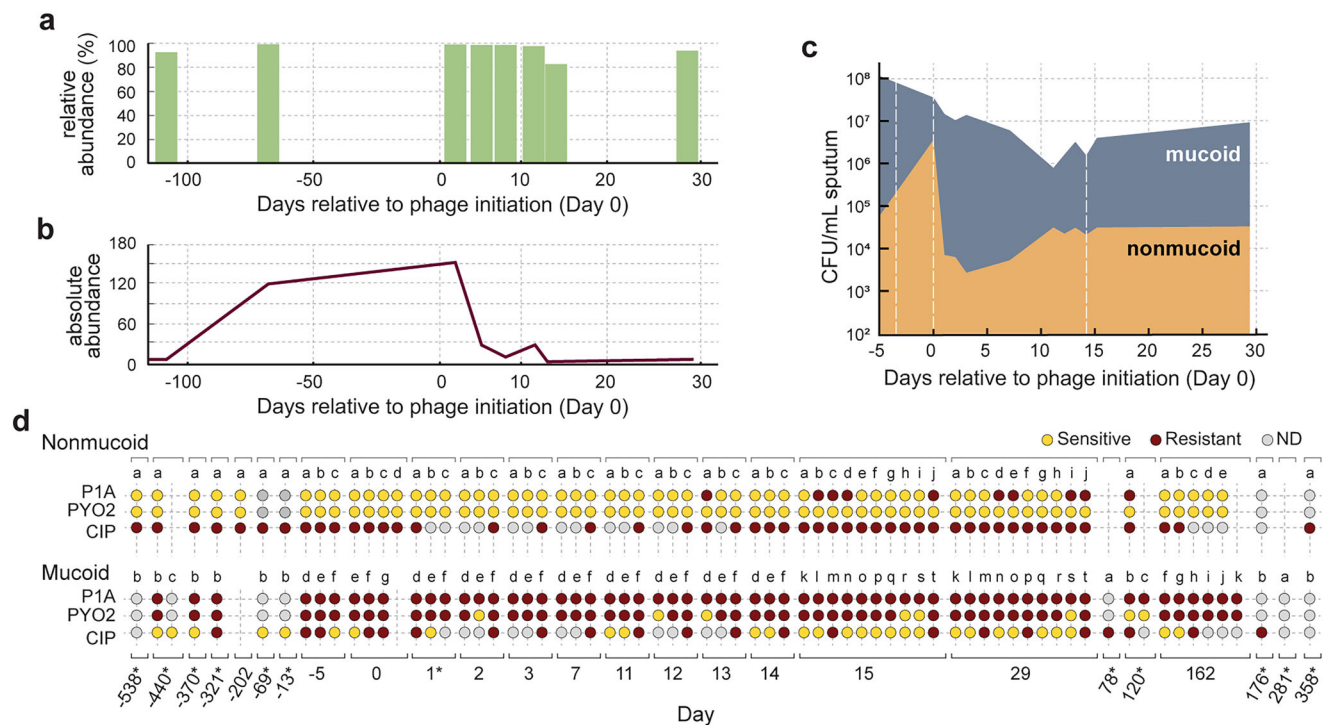 a
relative
abundance (%)
100
80
60
40
20
0
-100
-50
0
10
20
30
Days relative to phage initiation (Day 0)
b
absolute
abundance
180
120
60
0
-100
-50
0
10
20
30
Days relative to phage initiation (Day 0)
c
CFU/mL sputum
10⁸
10⁷
10⁶
10⁵
10⁴
10³
10²
mucoid
nonmucoid
-5
0
5
10
15
20
25
30
Days relative to phage initiation (Day 0)
d
Nonmucoid
Sensitive Resistant ND
a a a a a a a a b c a b c d a b c a b c a b c a b c a b c a b c a b c a b c a b c d e f g h i j a b c d e f g h i j a a b c d e a a
P1A
PYO2
CIP
Mucoid
b b c b b b b d e f e f g d e f d e f d e f d e f d e f d e f d e f d e f k l m n o p q r s t k l m n o p q r s t a b c f g h i j k b a b
P1A
PYO2
CIP
-538* -440* -370* -321* -202 -69* -13* -5 0 1* 2 3 7 11 12 13 14 15 29 78* 120* 162 176* 281* 358*
Day